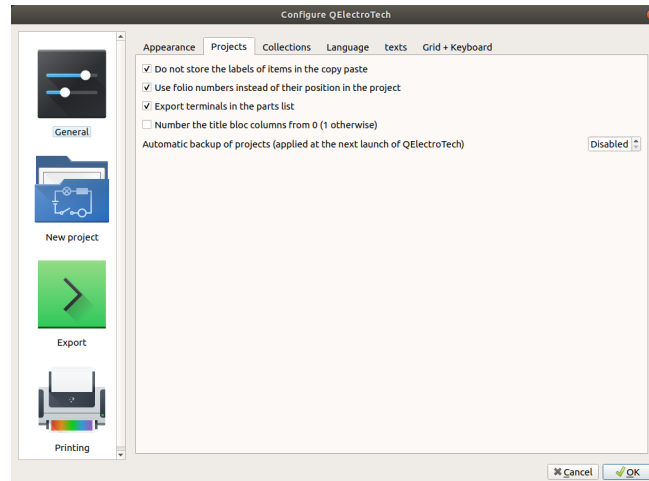 Configure QElectroTech
General
New project
Export
Printing
Appearance Projects Collections Language texts Grid + Keyboard
Do not store the labels of items in the copy paste
Use folio numbers instead of their position in the project
Export terminals in the parts list
Number the title bloc columns from 0 (1 otherwise)
Automatic backup of projects (applied at the next launch of QElectroTech) Disabled
Cancel OK